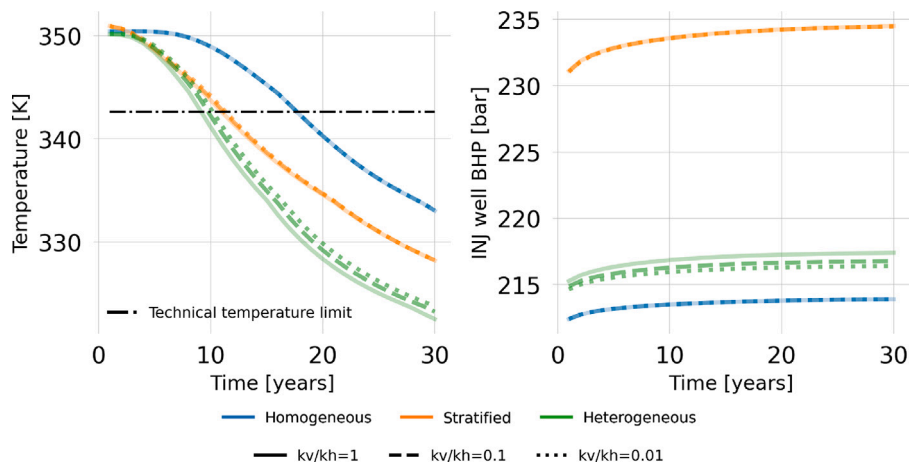 350
340
330
Temperature [K]
Technical temperature limit
0
10
20
30
Time [years]
235
230
225
220
215
INJ well BHP [bar]
0
10
20
30
Time [years]
Homogeneous
Stratified
Heterogeneous
kv/kh=1
kv/kh=0.1
kv/kh=0.01